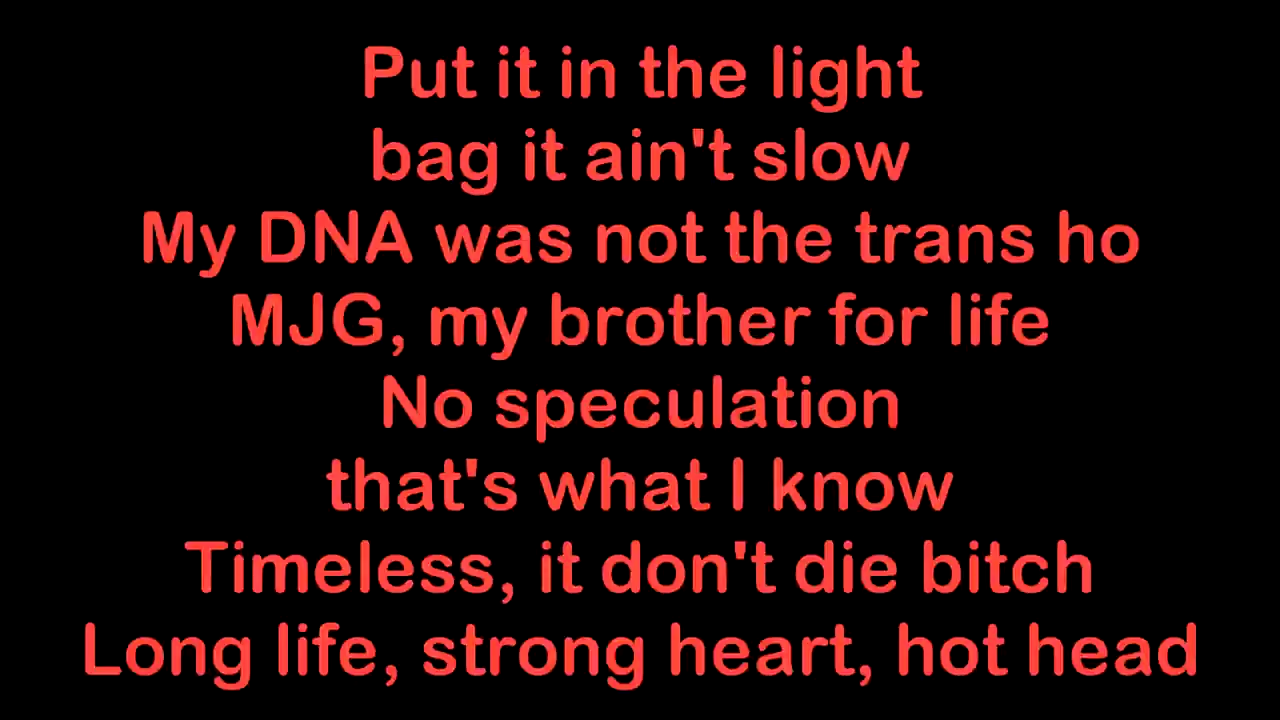 Put it in the light
bag it ain't slow
My DNA was not the trans ho
MJG, my brother for life
No speculation
that's what I know
Timeless, it don't die bitch
Long life, strong heart, hot head